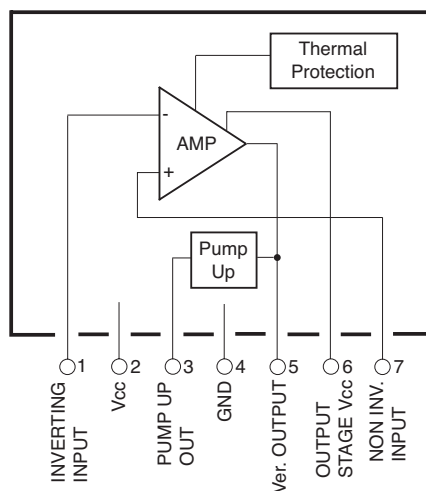 Thermal
Protection
-
AMP
+
Pump
Up
1
2
3
4
5
6
7
INVERTING
INPUT
Vcc
PUMP UP
OUT
GND
Ver. OUTPUT
OUTPUT
STAGE Vcc
NON INV.
INPUT